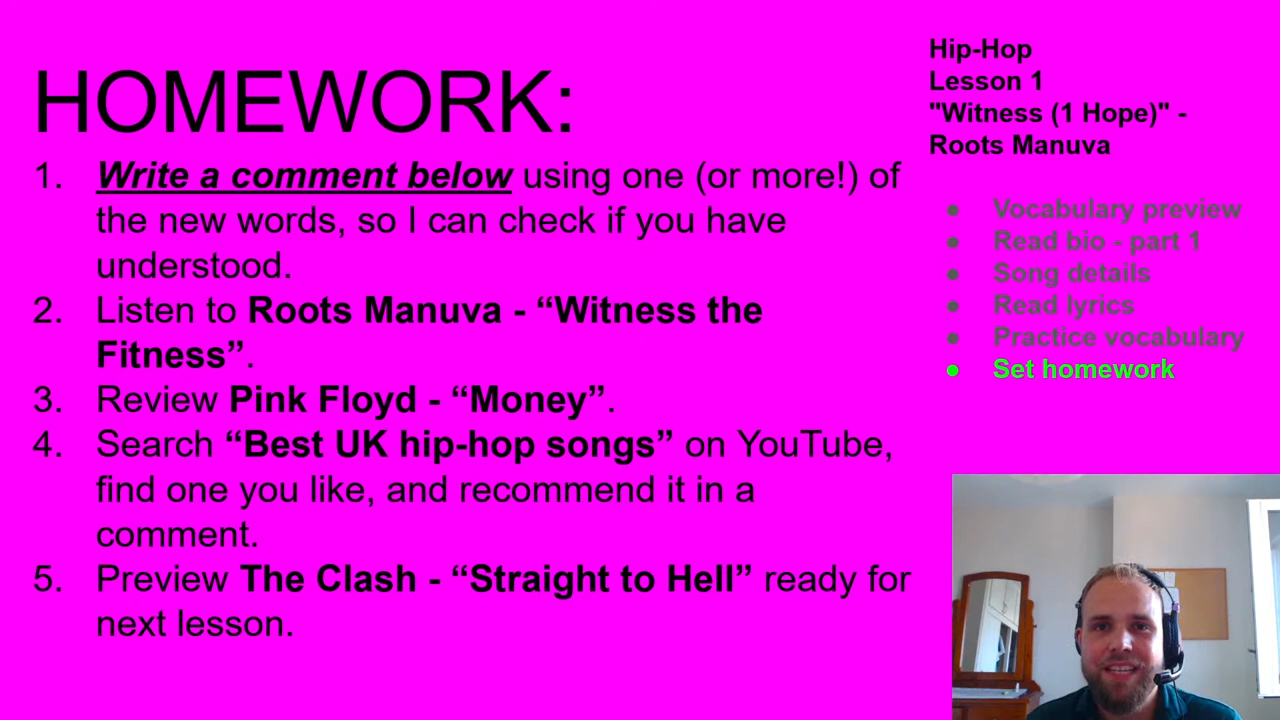 HOMEWORK:
1. Write a comment below using one (or more!) of
the new words, so I can check if you have
understood.
2. Listen to Roots Manuva - “Witness the
Fitness”.
3. Review Pink Floyd - “Money”.
4. Search “Best UK hip-hop songs” on YouTube,
find one you like, and recommend it in a
comment.
5. Preview The Clash - “Straight to Hell” ready for
next lesson.
Hip-Hop
Lesson 1
"Witness (1 Hope)" -
Roots Manuva
● Vocabulary preview
● Read bio - part 1
● Song details
● Read lyrics
● Practice vocabulary
● Set homework